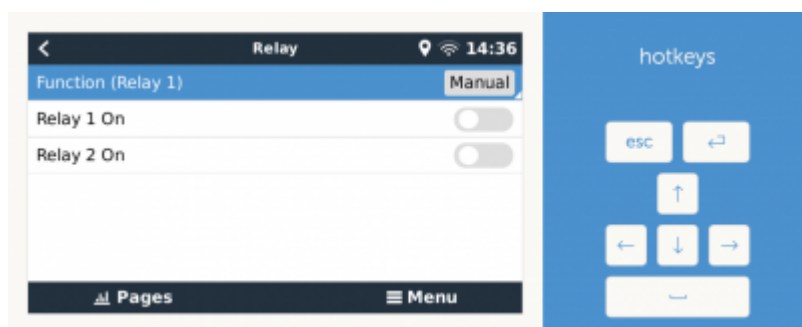 Relay 14:36
Function (Relay 1) Manual
Relay 1 On
Relay 2 On
Pages Menu
hotkeys
esc